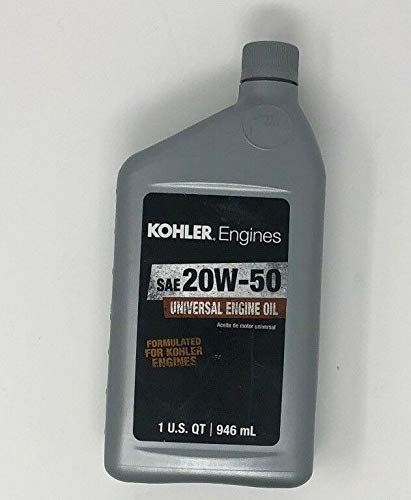 KOHLER. Engines
SAE 20W-50
UNIVERSAL ENGINE OIL
Aceite de motor universal
FORMULATED
FOR KOHLER
ENGINES
1 U.S. QT | 946 mL